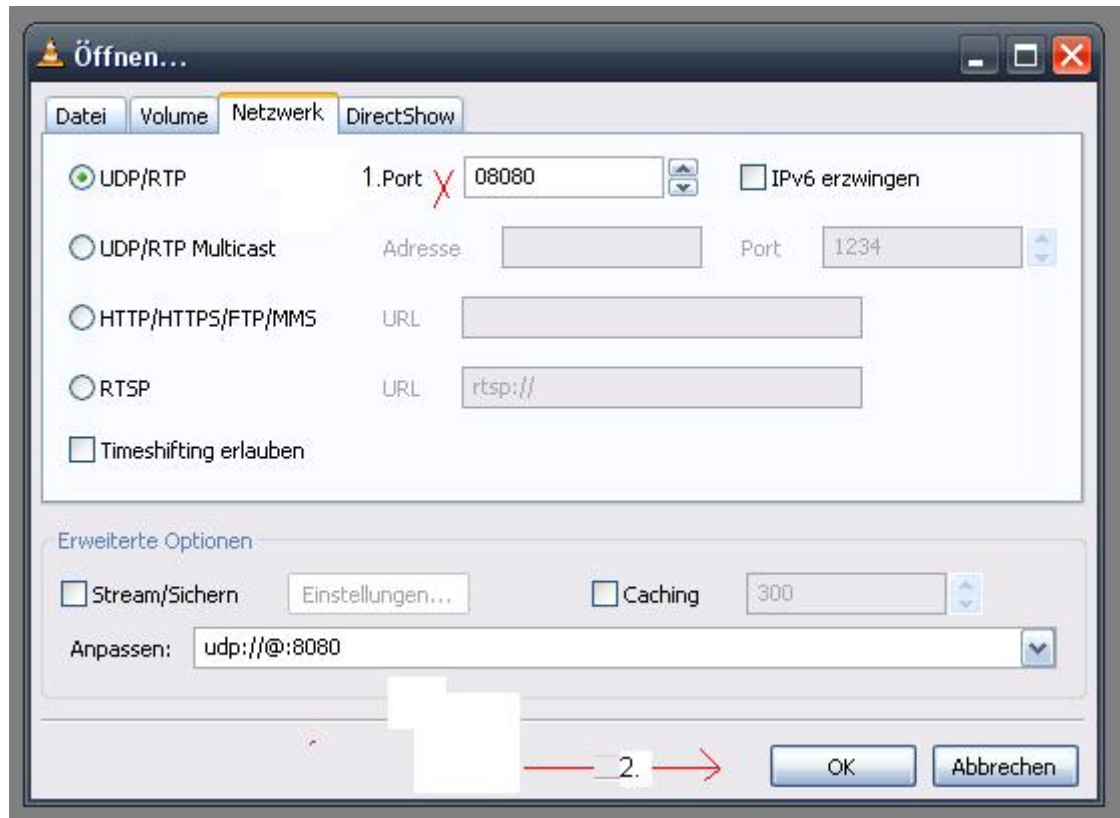 Öffnen...
Datei Volume Netzwerk DirectShow
UDP/RTP 1.Port X 08080 IPv6 erzwingen
UDP/RTP Multicast Adresse Port 1234
HTTP/HTTPS/FTP/MMS URL
RTSP URL rtsp://
Timeshifting erlauben
Erweiterte Optionen
Stream/Sichern Einstellungen... Caching 300
Anpassen: udp://@:8080
2. OK Abbrechen